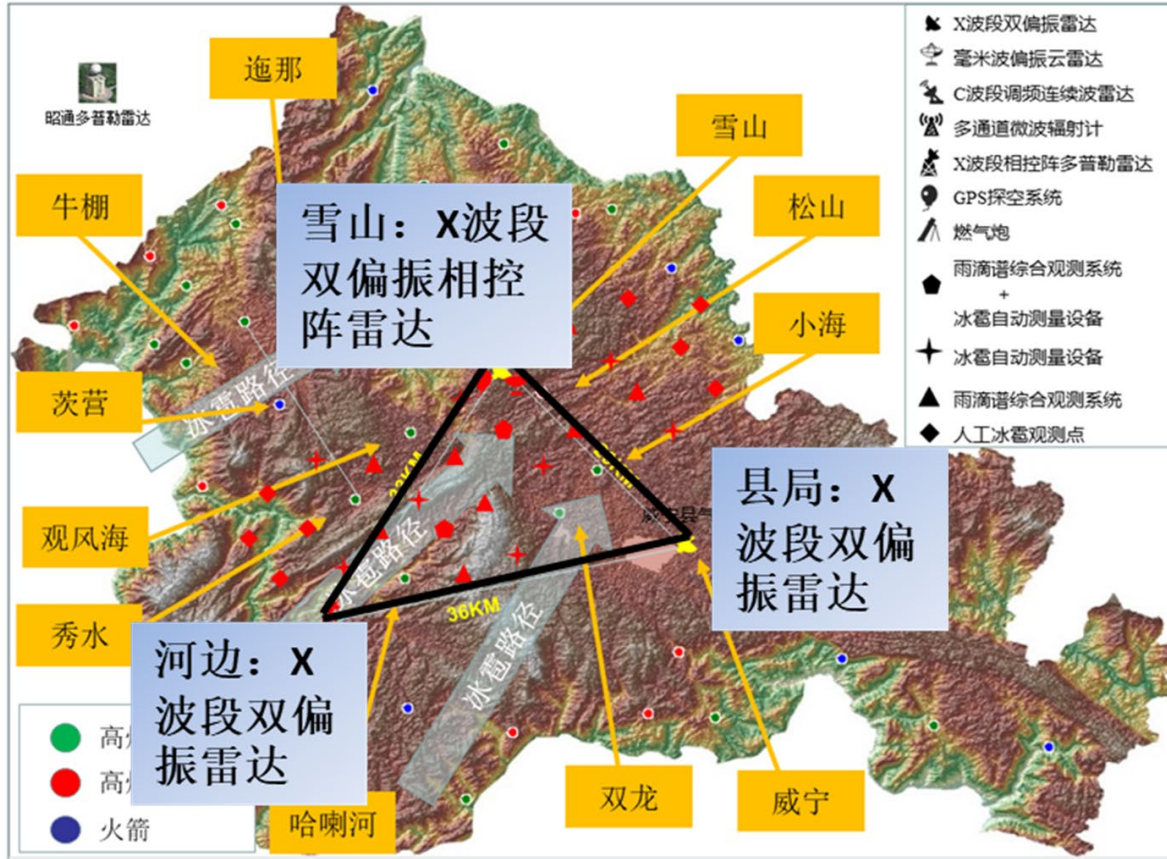 迤那
昭通多普勒雷达
雪山
牛棚
松山
雪山：X波段
双偏振相控
阵雷达
小海
茨营
冰雹路径
观风海
县局：X
波段双偏
振雷达
冰雹路径
36KM
冰雹路径
秀水
河边：X
波段双偏
振雷达
哈喇河
双龙
威宁
X波段双偏振雷达
毫米波偏振云雷达
C波段调频连续波雷达
多通道微波辐射计
X波段相控阵多普勒雷达
GPS探空系统
燃气炮
雨滴谱综合观测系统
+
冰雹自动测量设备
冰雹自动测量设备
雨滴谱综合观测系统
人工冰雹观测点
高
高
火箭